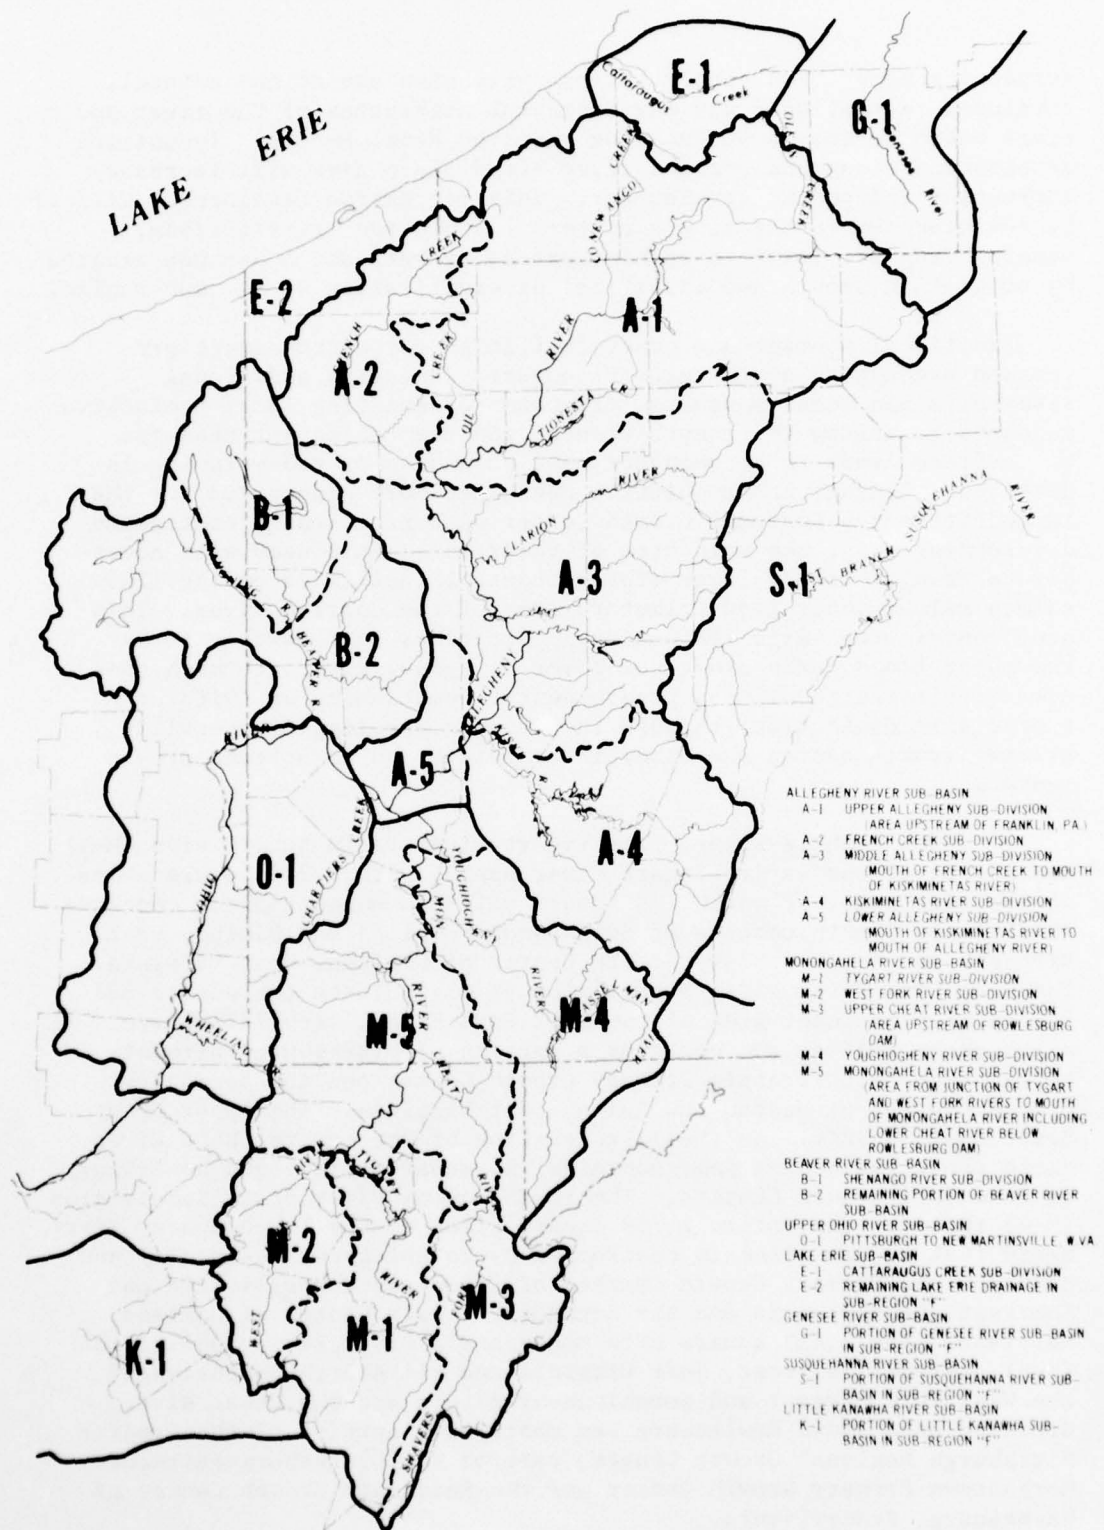 LAKE ERIE
E-1
Cattaraugus Creek
G-1
Genesee River
CREEK
CREEK
E-2
FRENCH
CREEK
A-2
OIL
CREEK
RIVER
A-1
TIONESTA CR.
B-1
CLARION
RIVER
A-3
S-1
BRANCH SUSQUEHANNA
RIVER
BEAVER R
B-2
A-5
RIVER
A-4
O-1
CHARTIERS CREEK
OHIO
WHEELING
M-5
RIVER
CHEAT
MON
RIVER
M-4
RIVER
TYGART
M-2
RIVER
WEST
M-1
M-3
FORK
SHAVERS
K-1
ALLEGHENY RIVER SUB-BASIN
A-1 UPPER ALLEGHENY SUB-DIVISION
(AREA UPSTREAM OF FRANKLIN, PA.)
A-2 FRENCH CREEK SUB-DIVISION
A-3 MIDDLE ALLEGHENY SUB-DIVISION
(MOUTH OF FRENCH CREEK TO MOUTH
OF KISKIMINETAS RIVER)
A-4 KISKIMINETAS RIVER SUB-DIVISION
A-5 LOWER ALLEGHENY SUB-DIVISION
(MOUTH OF KISKIMINETAS RIVER TO
MOUTH OF ALLEGHENY RIVER)
MONONGAHELA RIVER SUB-BASIN
M-1 TYGART RIVER SUB-DIVISION
M-2 WEST FORK RIVER SUB-DIVISION
M-3 UPPER CHEAT RIVER SUB-DIVISION
(AREA UPSTREAM OF ROWLESBURG
DAM)
M-4 YOUGHIOGHENY RIVER SUB-DIVISION
M-5 MONONGAHELA RIVER SUB-DIVISION
(AREA FROM JUNCTION OF TYGART
AND WEST FORK RIVERS TO MOUTH
OF MONONGAHELA RIVER INCLUDING
LOWER CHEAT RIVER BELOW
ROWLESBURG DAM)
BEAVER RIVER SUB-BASIN
B-1 SHENANGO RIVER SUB-DIVISION
B-2 REMAINING PORTION OF BEAVER RIVER
SUB-BASIN
UPPER OHIO RIVER SUB-BASIN
O-1 PITTSBURGH TO NEW MARTINSVILLE, W.VA.
LAKE ERIE SUB-BASIN
E-1 CATTARAUGUS CREEK SUB-DIVISION
E-2 REMAINING LAKE ERIE DRAINAGE IN
SUB-REGION "F"
GENESEE RIVER SUB-BASIN
G-1 PORTION OF GENESEE RIVER SUB-BASIN
IN SUB-REGION "F"
SUSQUEHANNA RIVER SUB-BASIN
S-1 PORTION OF SUSQUEHANNA RIVER SUB-
BASIN IN SUB-REGION "F"
LITTLE KANAWHA RIVER SUB-BASIN
K-1 PORTION OF LITTLE KANAWHA SUB-
BASIN IN SUB-REGION "F"